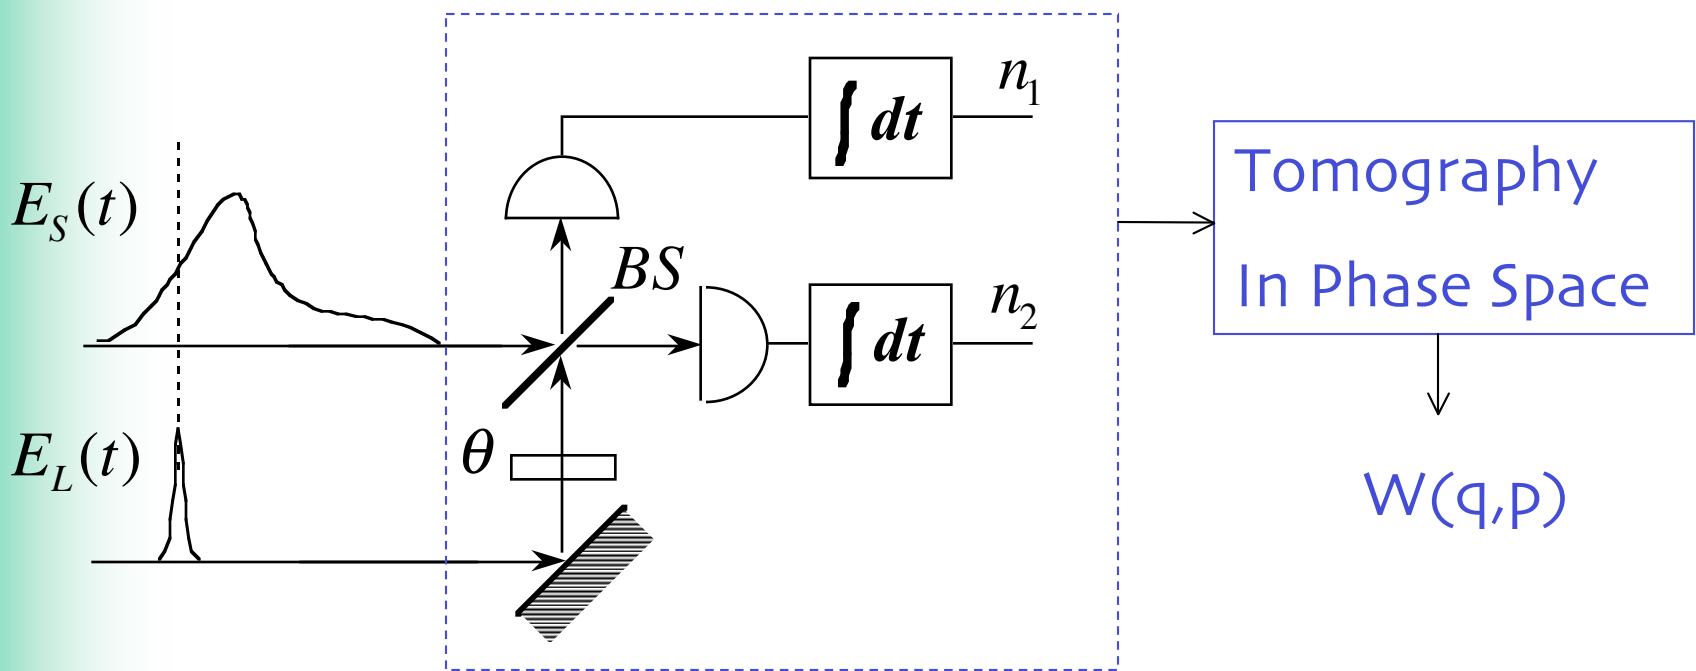 E_S(t)
E_L(t)
∫ dt
n_1
BS
∫ dt
n_2
θ
Tomography
In Phase Space
W(q,p)